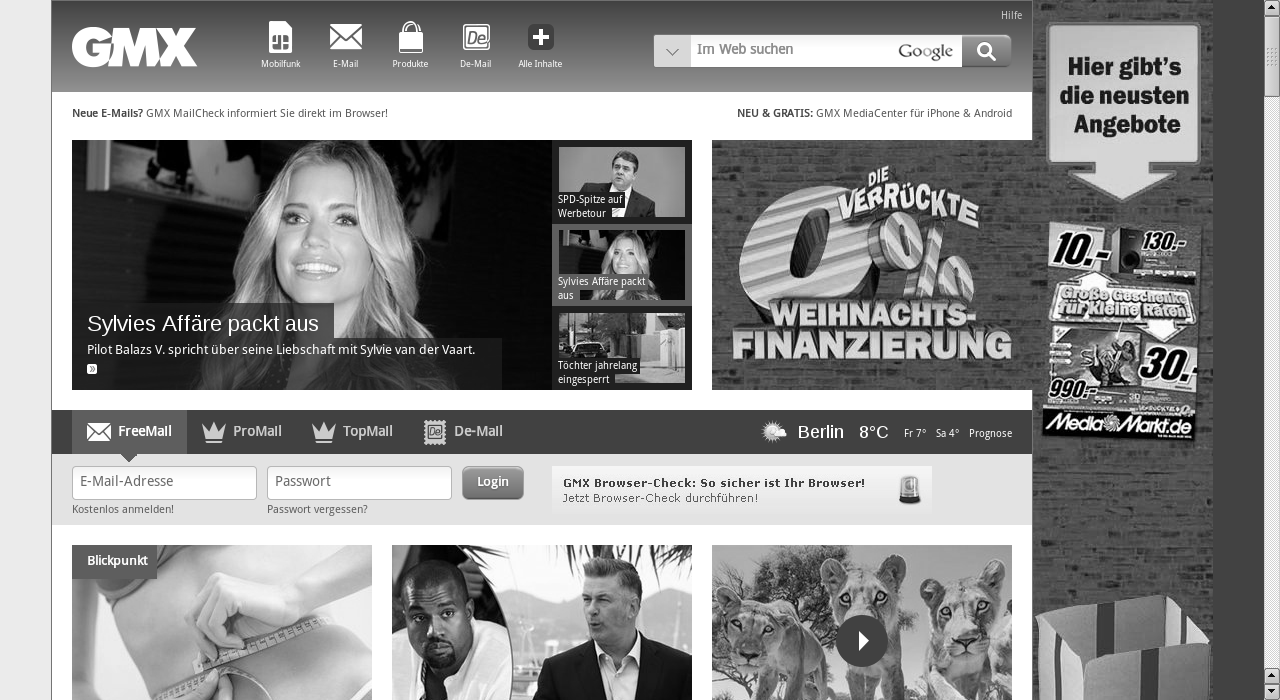 Hilfe
GMX
Mobilfunk
E-Mail
Produkte
De-Mail
Alle Inhalte
Im Web suchen
Google
Neue E-Mails? GMX MailCheck informiert Sie direkt im Browser!
NEU & GRATIS: GMX MediaCenter für iPhone & Android
Hier gibt's
die neusten
Angebote
SPD-Spitze auf
Werbetour
Sylvies Affäre packt
aus
Töchter jahrelang
eingesperrt
Sylvies Affäre packt aus
Pilot Balazs V. spricht über seine Liebschaft mit Sylvie van der Vaart.
DIE
VERRÜCKTE
0%
WEIHNACHTS-
FINANZIERUNG
10.-
130.-
Große Geschenke
für kleine Raten
30.-
990.-
Media Markt.de
FreeMail
ProMail
TopMail
De-Mail
Berlin 8°C Fr 7° Sa 4° Prognose
E-Mail-Adresse
Passwort
Login
Kostenlos anmelden!
Passwort vergessen?
GMX Browser-Check: So sicher ist Ihr Browser!
Jetzt Browser-Check durchführen!
Blickpunkt